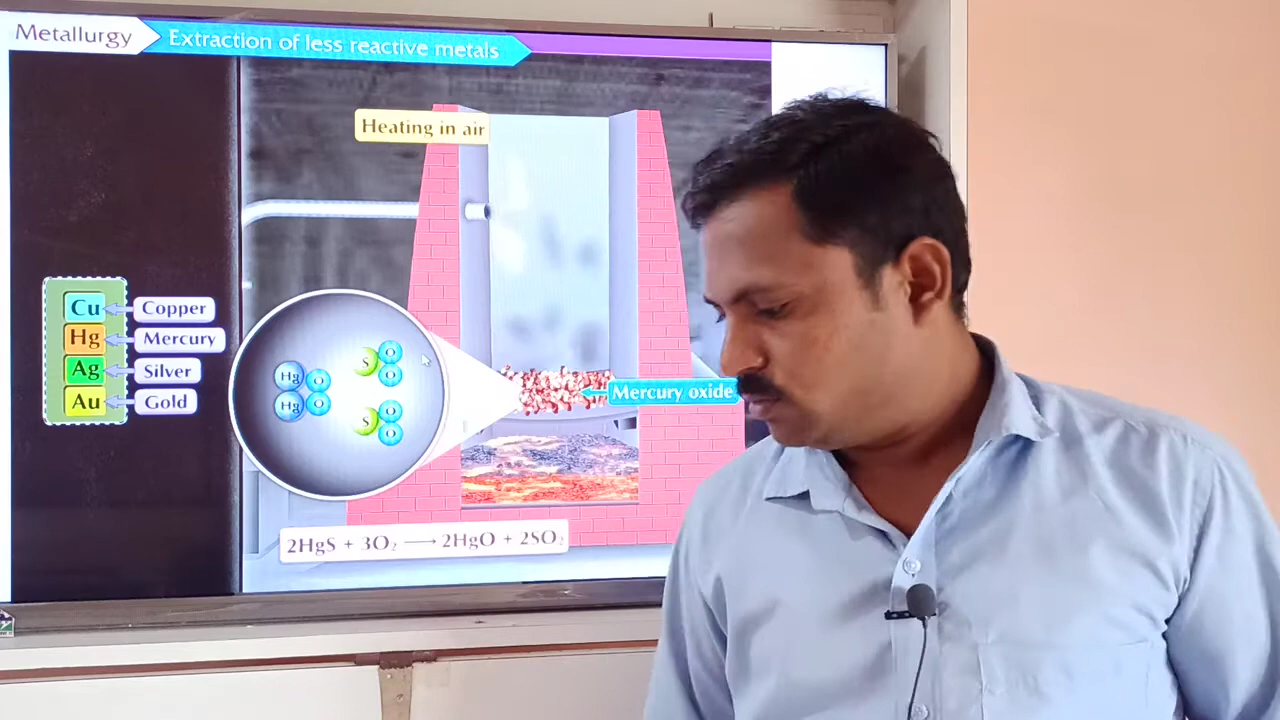 Metallurgy
Extraction of less reactive metals
Heating in air
Cu
Copper
Hg
Mercury
Ag
Silver
Au
Gold
Hg O
Hg O
S O O
S O O
Mercury oxide
2HgS + 3O₂ ⟶ 2HgO + 2SO₂